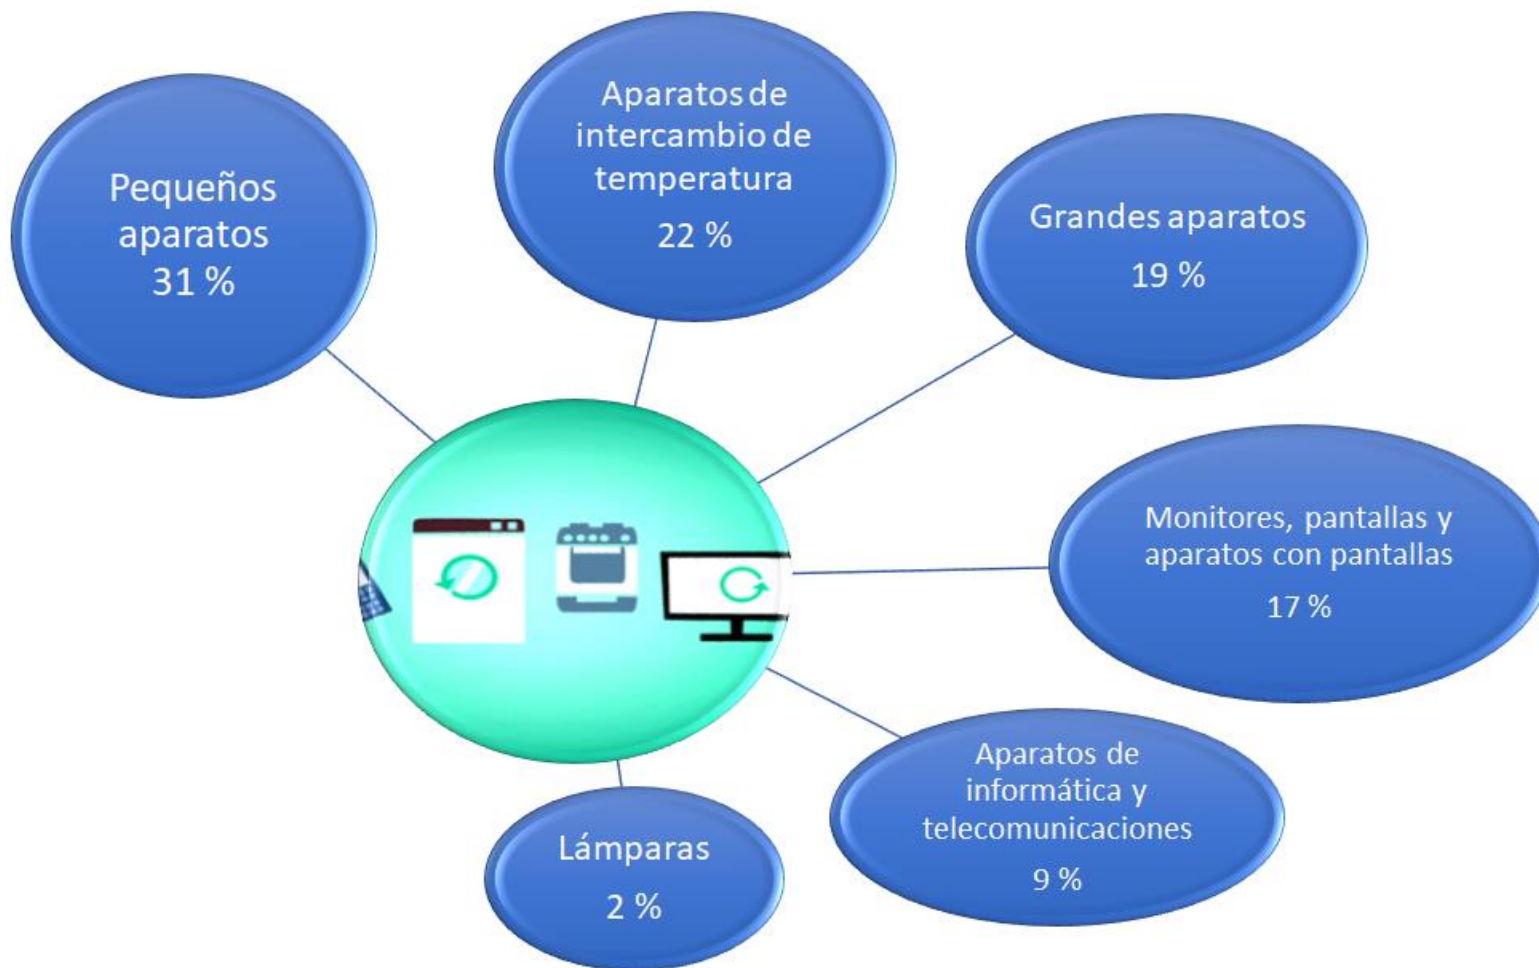 Pequeños
aparatos
31 %
Aparatos de
intercambio de
temperatura
22 %
Grandes aparatos
19 %
Monitores, pantallas y
aparatos con pantallas
17 %
Aparatos de
informática y
telecomunicaciones
9 %
Lámparas
2 %